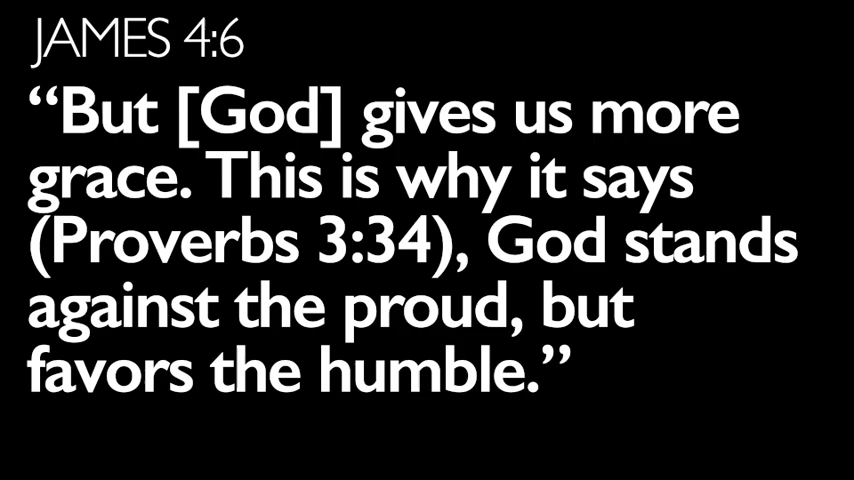 JAMES 4:6
“But [God] gives us more
grace. This is why it says
(Proverbs 3:34), God stands
against the proud, but
favors the humble.”